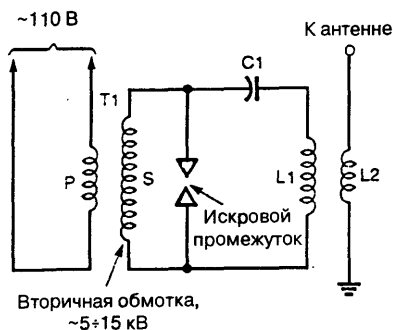 ~110 В
К антенне
C1
T1
P
S
L1
L2
Искровой
промежуток
Вторичная обмотка,
~5÷15 кВ